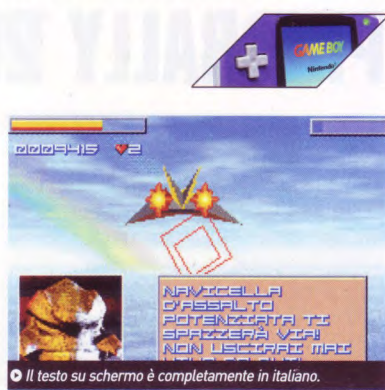 GAME BOY
Nintendo
0009415 2
NAVICELLA
D'ASSALTO
POTENZIATA TI
SPAZZERÀ VIA!
NON USCIRAI MAI
Il testo su schermo è completamente in italiano.